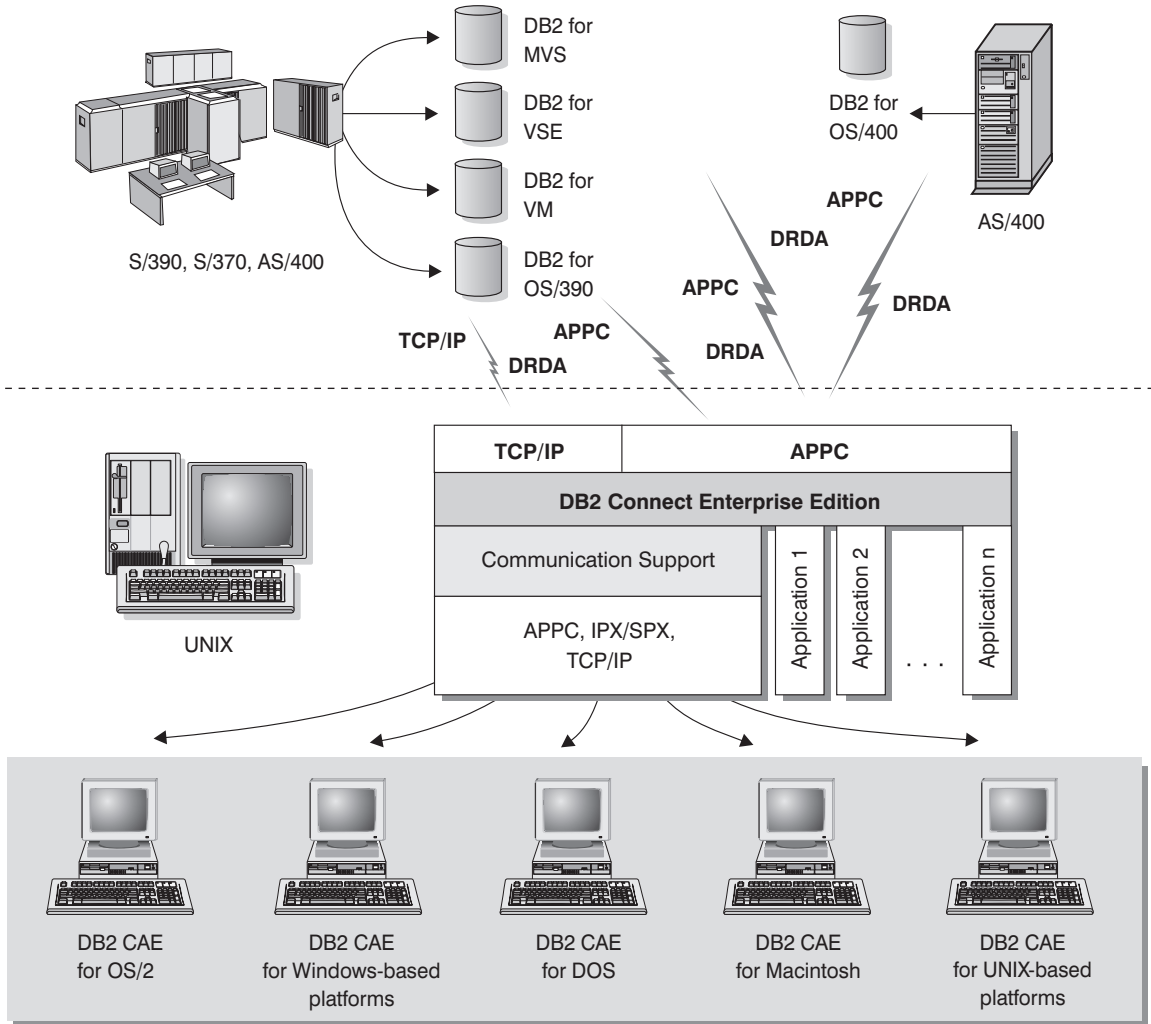 DB2 for
MVS
DB2 for
VSE
DB2 for
VM
DB2 for
OS/390
S/390, S/370, AS/400
DB2 for
OS/400
AS/400
APPC
DRDA
APPC
DRDA
DRDA
TCP/IP
APPC
DRDA
TCP/IP
APPC
DB2 Connect Enterprise Edition
Communication Support
APPC, IPX/SPX,
TCP/IP
Application 1
Application 2
. . .
Application n
UNIX
DB2 CAE
for OS/2
DB2 CAE
for Windows-based
platforms
DB2 CAE
for DOS
DB2 CAE
for Macintosh
DB2 CAE
for UNIX-based
platforms